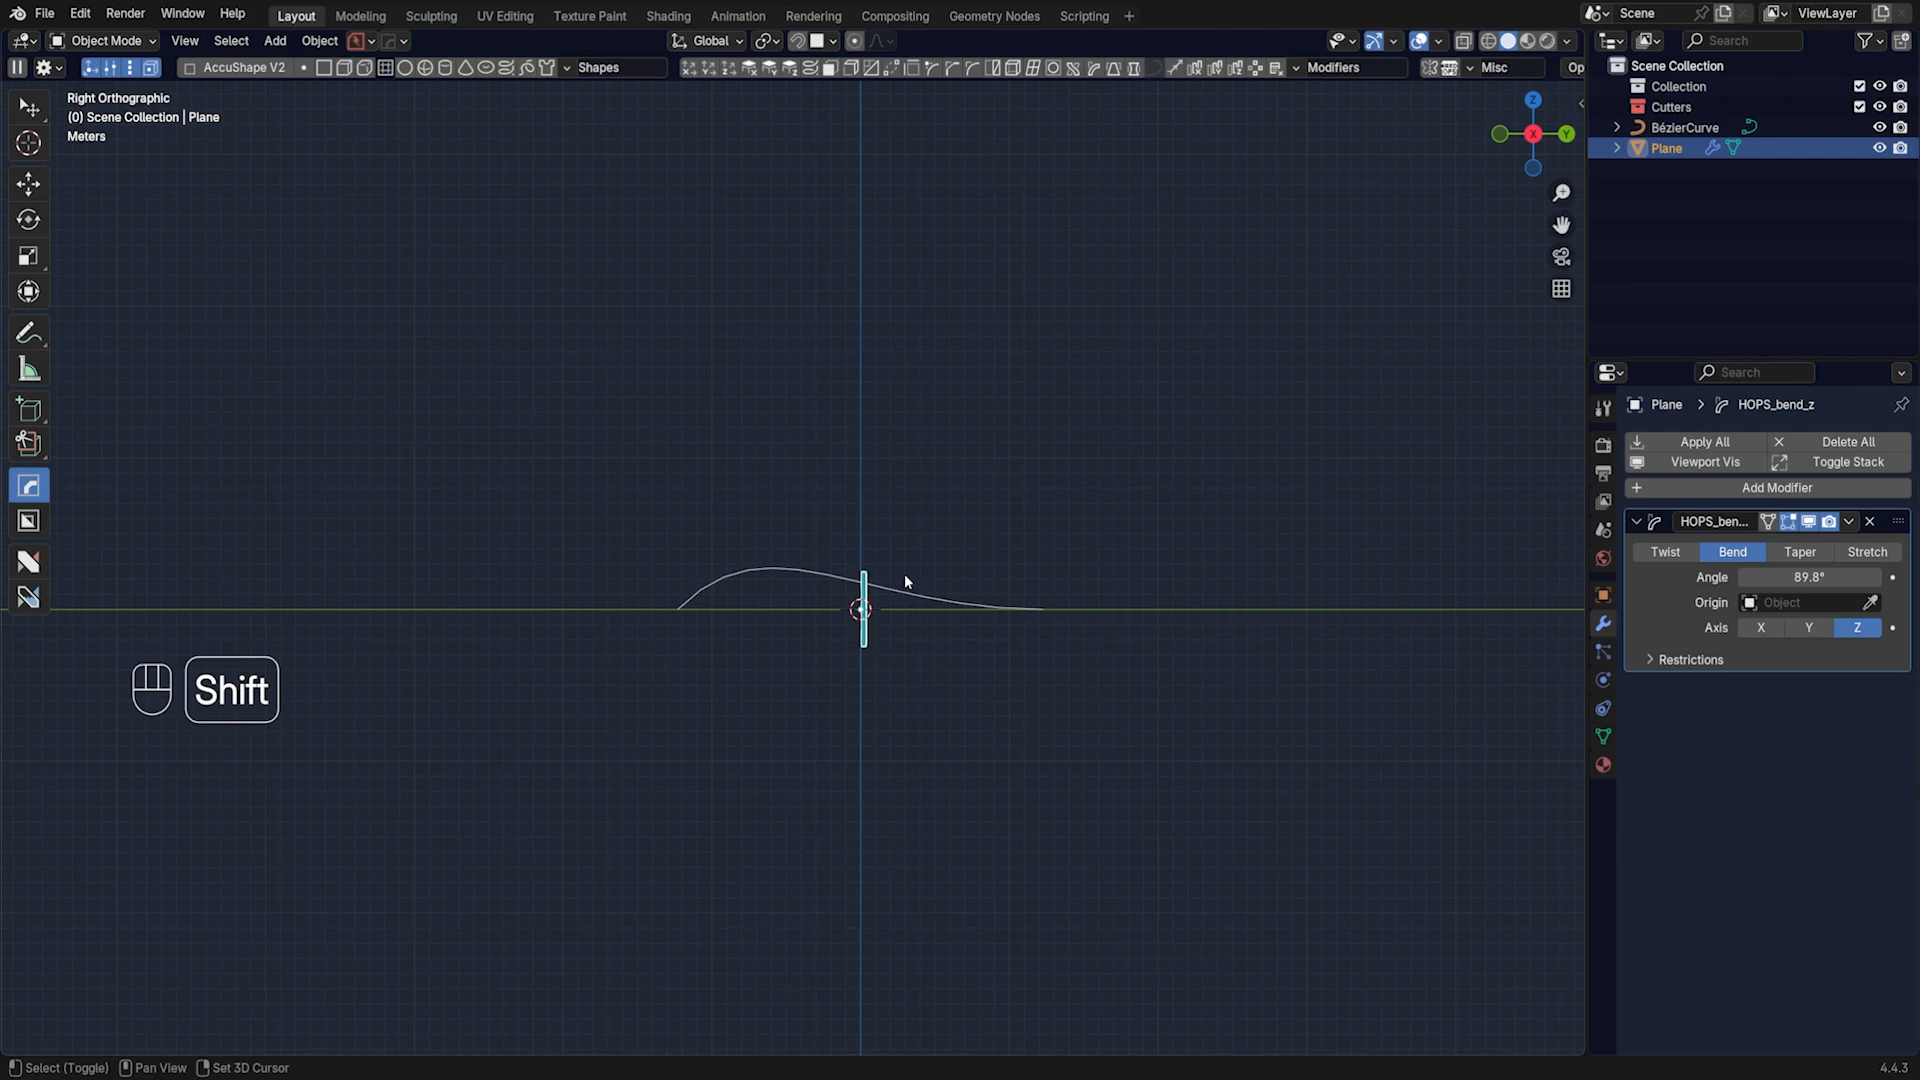 File Edit Render Window Help Layout Modeling Sculpting UV Editing Texture Paint Shading Animation Rendering Compositing Geometry Nodes Scripting + Scene ViewLayer
Object Mode View Select Add Object Global Search
AccuShape V2 Shapes Modifiers Misc Op
Scene Collection
Collection
Cutters
BézierCurve
Plane
Right Orthographic
(0) Scene Collection | Plane
Meters
Z
X
Y
Search
Plane > HOPS_bend_z
Apply All Delete All
Viewport Vis Toggle Stack
Add Modifier
HOPS_ben...
Twist Bend Taper Stretch
Angle 89.8°
Origin Object
Axis X Y Z
Restrictions
Shift
Select (Toggle) Pan View Set 3D Cursor 4.4.3